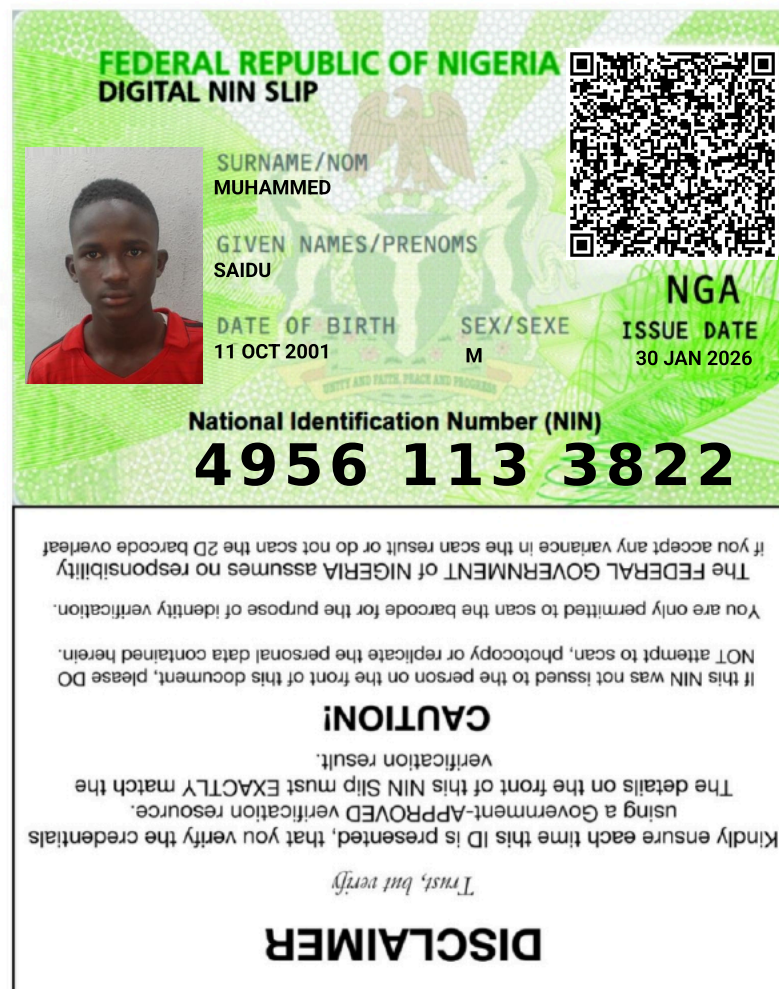 FEDERAL REPUBLIC OF NIGERIA
DIGITAL NIN SLIP
SURNAME/NOM
MUHAMMED
GIVEN NAMES/PRENOMS
SAIDU
DATE OF BIRTH
11 OCT 2001
SEX/SEXE
M
NGA
ISSUE DATE
30 JAN 2026
UNITY AND FAITH, PEACE AND PROGRESS
National Identification Number (NIN)
4956 113 3822
DISCLAIMER
Trust, but verify
Kindly ensure each time this ID is presented, that you verify the credentials
using a Government-APPROVED verification resource.
The details on the front of this NIN Slip must EXACTLY match the
verification result.
CAUTION!
If this NIN was not issued to the person on the front of this document, please DO
NOT attempt to scan, photocopy or replicate the personal data contained herein.
You are only permitted to scan the barcode for the purpose of identity verification.
The FEDERAL GOVERNMENT of NIGERIA assumes no responsibility
if you accept any variance in the scan result or do not scan the 2D barcode overleaf